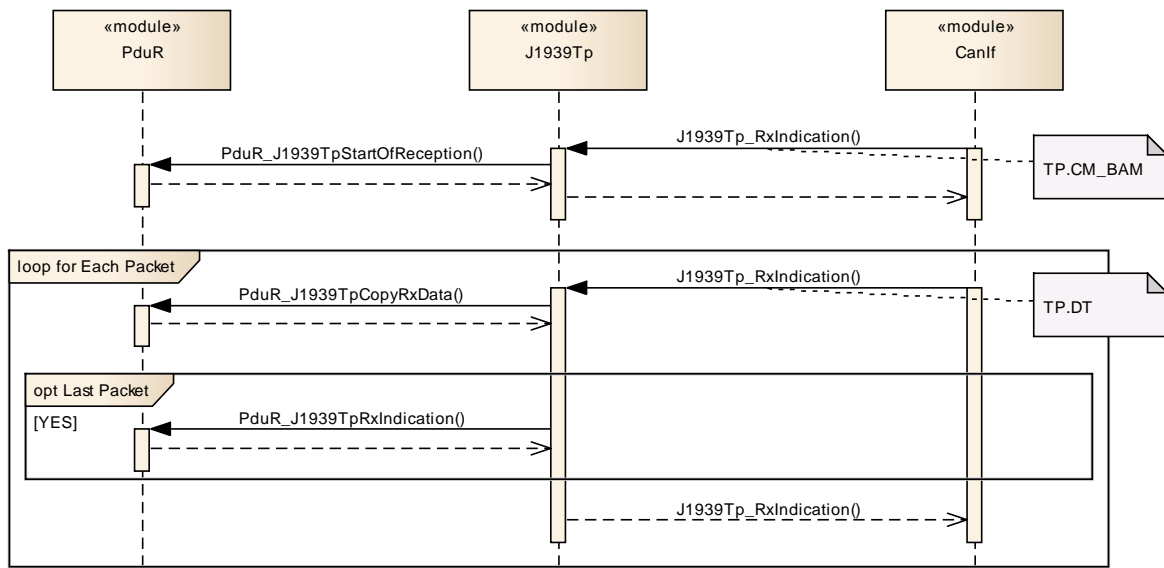 «module»
PduR
«module»
J1939Tp
«module»
CanIf
J1939Tp_RxIndication()
PduR_J1939TpStartOfReception()
TP.CM_BAM
loop for Each Packet
J1939Tp_RxIndication()
PduR_J1939TpCopyRxData()
TP.DT
opt Last Packet
[YES]
PduR_J1939TpRxIndication()
J1939Tp_RxIndication()